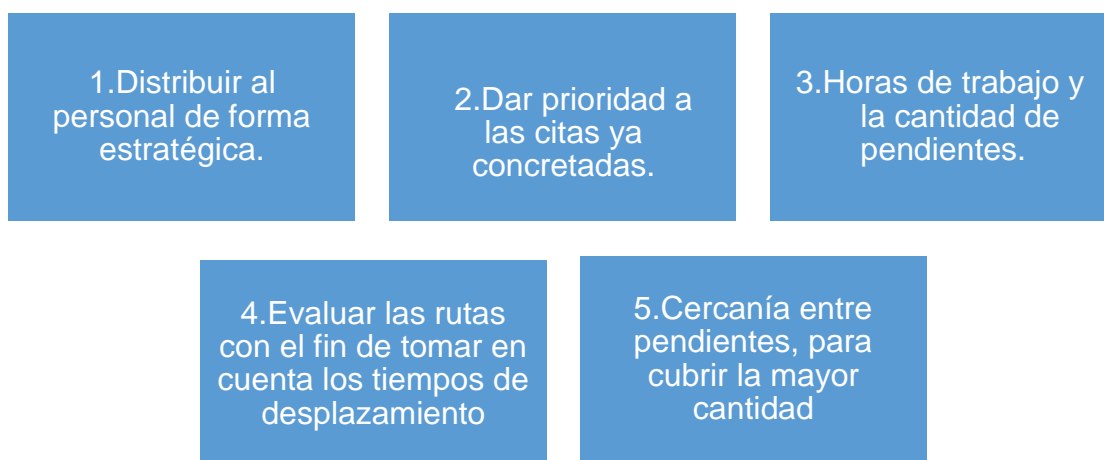 1.Distribuir al
personal de forma
estratégica.
2.Dar prioridad a
las citas ya
concretadas.
3.Horas de trabajo y
la cantidad de
pendientes.
4.Evaluar las rutas
con el fin de tomar en
cuenta los tiempos de
desplazamiento
5.Cercanía entre
pendientes, para
cubrir la mayor
cantidad